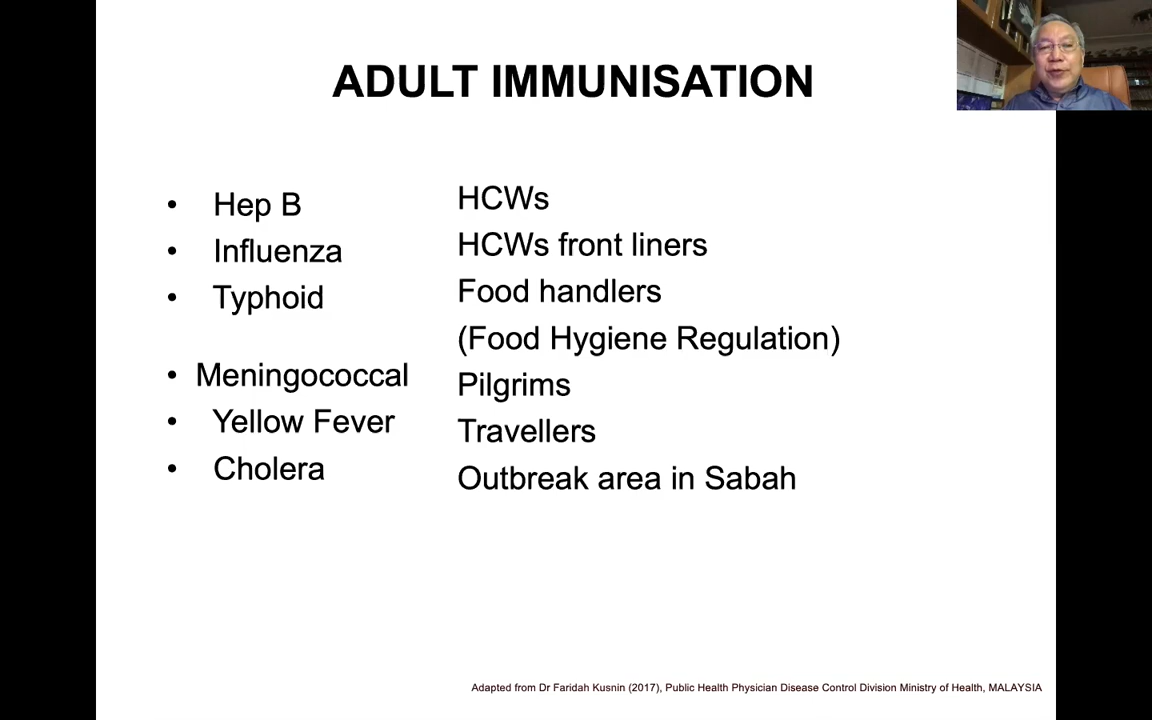 ADULT IMMUNISATION
• Hep B HCWs
• Influenza HCWs front liners
• Typhoid Food handlers
(Food Hygiene Regulation)
• Meningococcal Pilgrims
• Yellow Fever Travellers
• Cholera Outbreak area in Sabah
Adapted from Dr Faridah Kusnin (2017), Public Health Physician Disease Control Division Ministry of Health, MALAYSIA